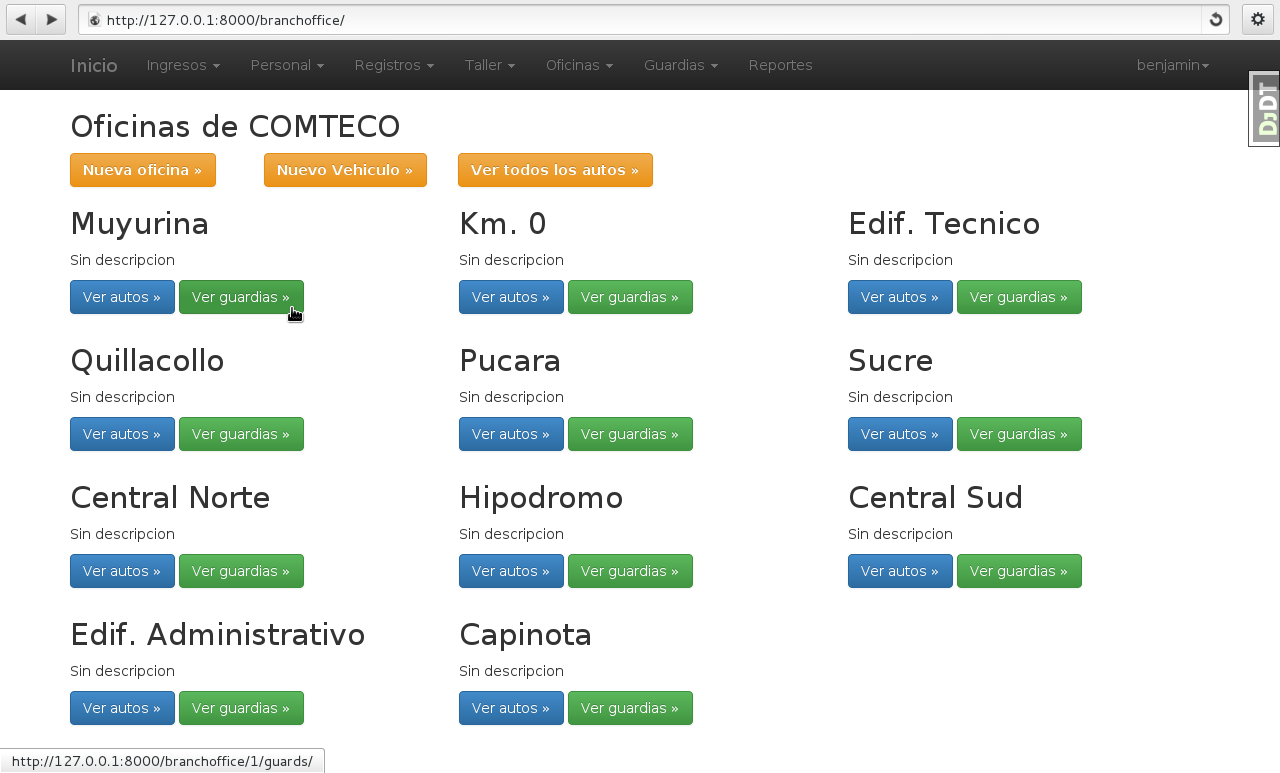 http://127.0.0.1:8000/branchoffice/
Inicio Ingresos Personal Registros Taller Oficinas Guardias Reportes benjamin
DJDT
Oficinas de COMTECO
Nueva oficina » Nuevo Vehiculo » Ver todos los autos »
Muyurina Km. 0 Edif. Tecnico
Sin descripcion Sin descripcion Sin descripcion
Ver autos » Ver guardias » Ver autos » Ver guardias » Ver autos » Ver guardias »
Quillacollo Pucara Sucre
Sin descripcion Sin descripcion Sin descripcion
Ver autos » Ver guardias » Ver autos » Ver guardias » Ver autos » Ver guardias »
Central Norte Hipodromo Central Sud
Sin descripcion Sin descripcion Sin descripcion
Ver autos » Ver guardias » Ver autos » Ver guardias » Ver autos » Ver guardias »
Edif. Administrativo Capinota
Sin descripcion Sin descripcion
Ver autos » Ver guardias » Ver autos » Ver guardias »
http://127.0.0.1:8000/branchoffice/1/guards/